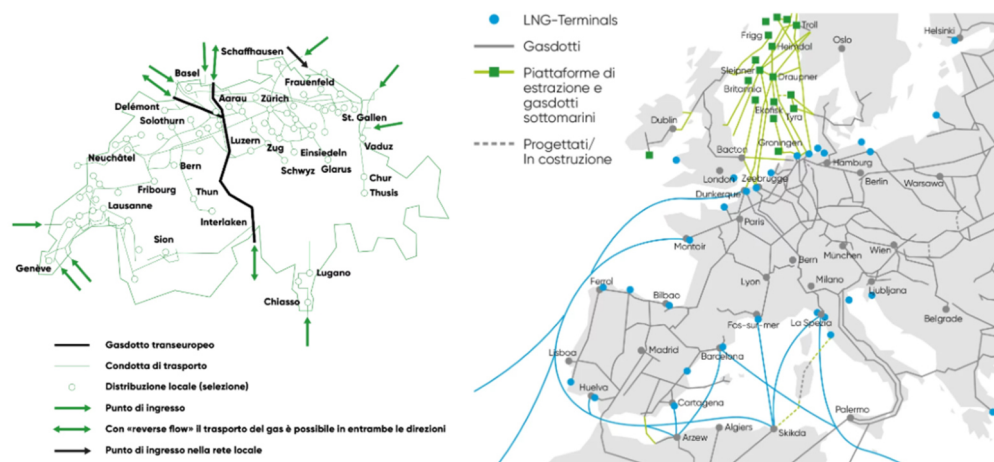 Schaffhausen
Basel
Frauenfeld
Delémont
Aarau
Zürich
Solothurn
St. Gallen
Luzern
Vaduz
Neuchâtel
Zug
Einsiedeln
Bern
Schwyz
Glarus
Chur
Fribourg
Thun
Thusis
Lausanne
Interlaken
Sion
Genève
Lugano
Chiasso
Gasdotto transeuropeo
Condotta di trasporto
Distribuzione locale (selezione)
Punto di ingresso
Con «reverse flow» il trasporto del gas è possibile in entrambe le direzioni
Punto di ingresso nella rete locale
LNG-Terminals
Gasdotti
Piattaforme di
estrazione e
gasdotti
sottomarini
Progettati/
In costruzione
Troll
Frigg
Heimdal
Oslo
Helsinki
Sleipner
Draupner
Britannia
Ekofisk
Tyra
Dublin
Groningen
Bacton
Hamburg
London
Zeebrugge
Berlin
Warsawa
Dunkerque
Paris
Montoir
München
Wien
Bern
Lyon
Milano
Ljubljana
Ferrol
Bilbao
Fos-sur-mer
La Spezia
Belgrade
Lisboa
Madrid
Barcelona
Huelva
Cartagena
Palermo
Arzew
Algiers
Skikda